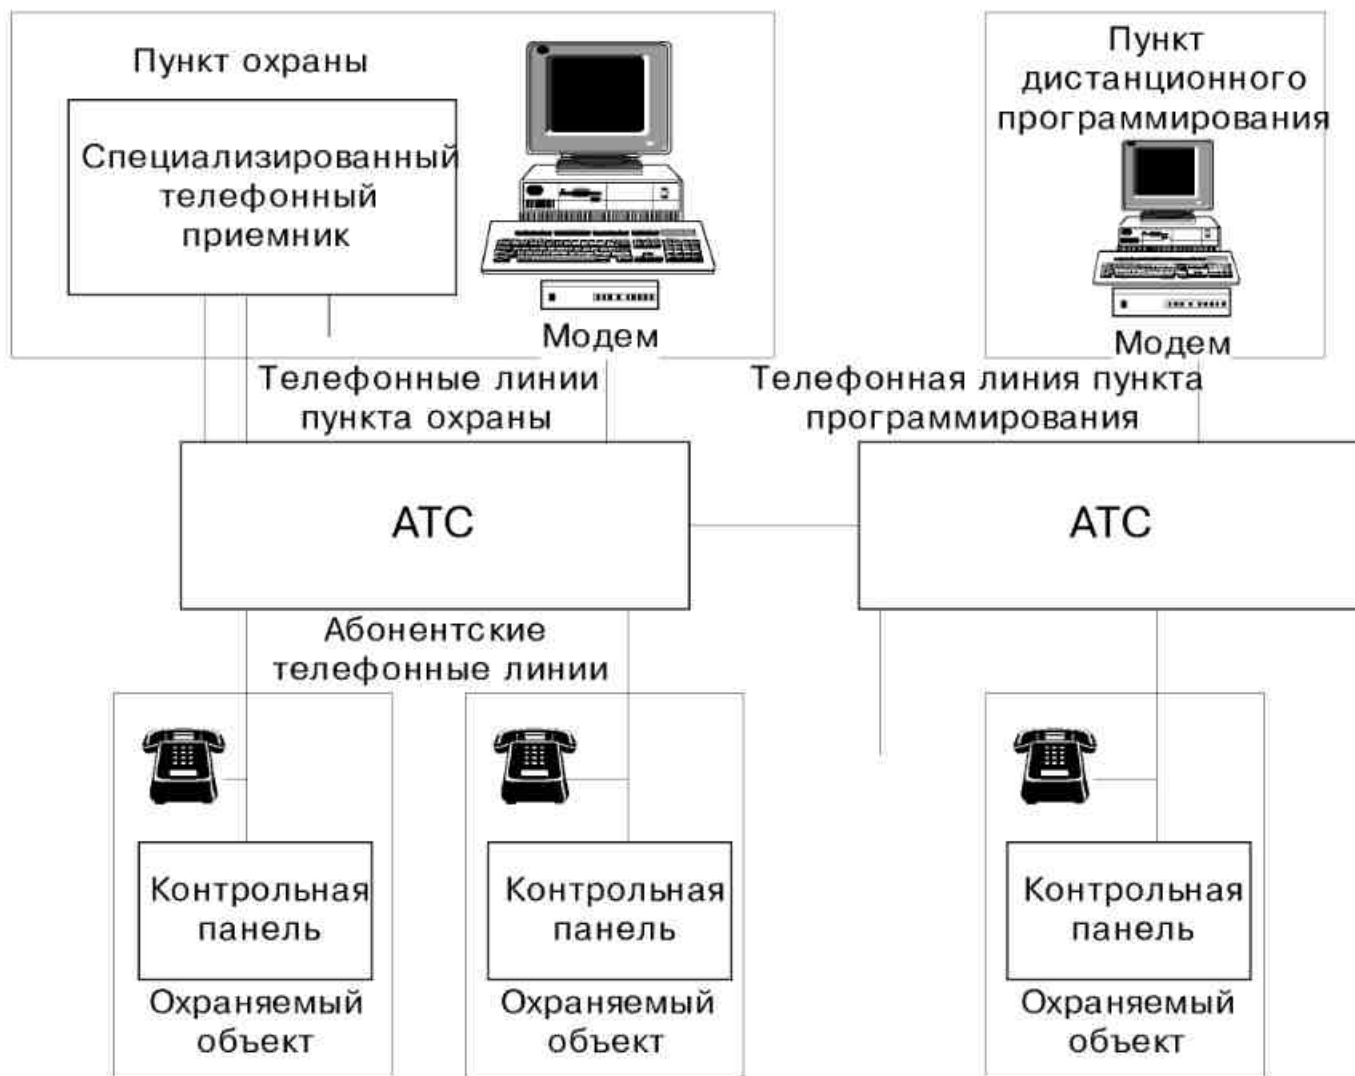 Пункт охраны
Специализированный
телефонный
приемник
Модем
Пункт
дистанционного
программирования
Модем
Телефонные линии
пункта охраны
Телефонная линия пункта
программирования
АТС
АТС
Абонентские
телефонные линии
Контрольная
панель
Охраняемый
объект
Контрольная
панель
Охраняемый
объект
Контрольная
панель
Охраняемый
объект